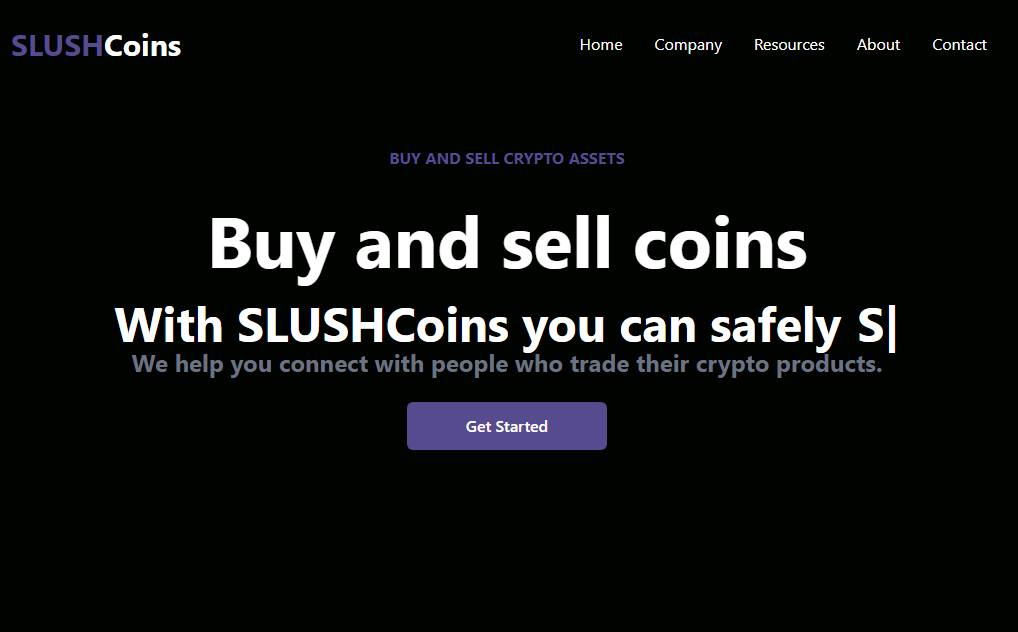 SLUSHCoins
Home Company Resources About Contact
BUY AND SELL CRYPTO ASSETS
Buy and sell coins
With SLUSHCoins you can safely S|
We help you connect with people who trade their crypto products.
Get Started